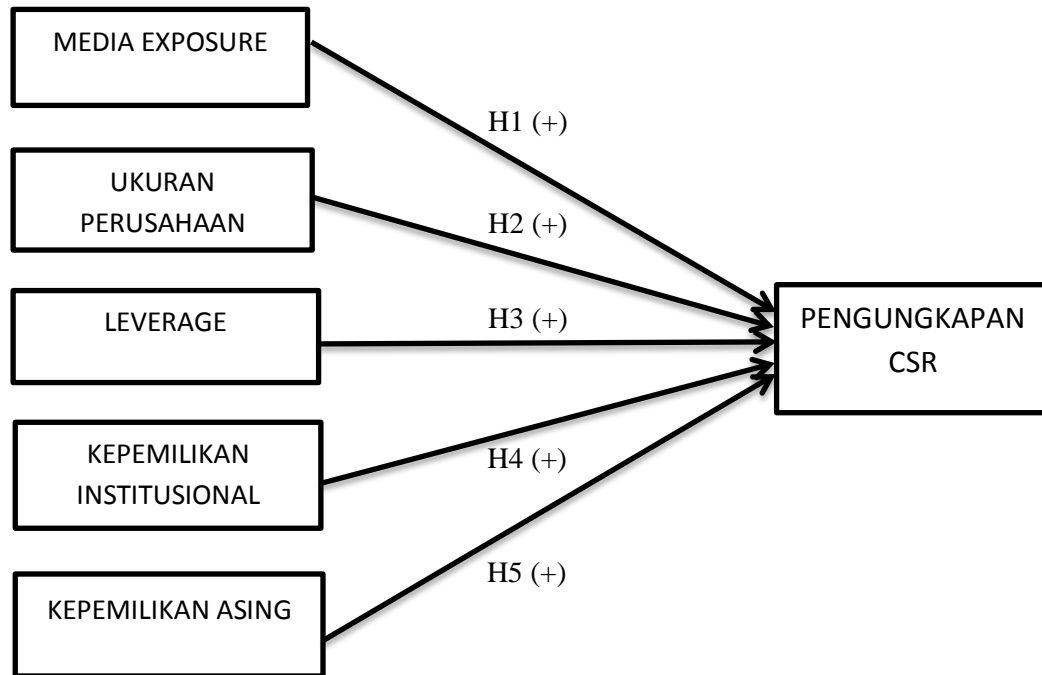 MEDIA EXPOSURE
H1 (+)
UKURAN
PERUSAHAAN
H2 (+)
LEVERAGE
H3 (+)
PENGUNGKAPAN
CSR
KEPEMILIKAN
INSTITUSIONAL
H4 (+)
KEPEMILIKAN ASING
H5 (+)